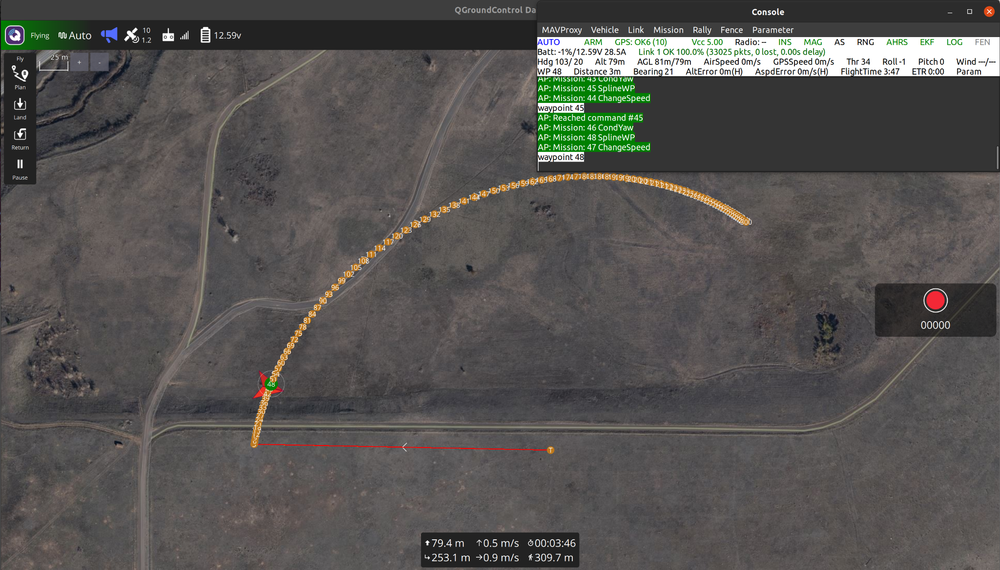 QGroundControl Da
Console
Flying
Auto
10
1.2
12.59v
MAVProxy Vehicle Link Mission Rally Fence Parameter
AUTO ARM GPS: OK6 (10) Vcc 5.00 Radio: -- INS MAG AS RNG AHRS EKF LOG FEN
Batt: -1%/12.59V 28.5A Link 1 OK 100.0% (33025 pkts, 0 lost, 0.00s delay)
Hdg 103/ 20 Alt 79m AGL 81m/79m AirSpeed 0m/s GPSSpeed 0m/s Thr 34 Roll -1 Pitch 0 Wind ---/---
WP 48 Distance 3m Bearing 21 AltError 0m(H) AspdError 0m/s(H) FlightTime 3:47 ETR 0:00 Param
AP: Mission: 43 CondYaw
AP: Mission: 45 SplineWP
AP: Mission: 44 ChangeSpeed
waypoint 45
AP: Reached command #45
AP: Mission: 46 CondYaw
AP: Mission: 48 SplineWP
AP: Mission: 47 ChangeSpeed
waypoint 48
Fly
Plan
Land
Return
Pause
25 m
+
-
300
171
168
165
162
159
156
153
150
147
144
141
138
135
132
129
126
123
120
117
114
111
108
105
102
99
96
93
90
87
84
81
78
75
72
69
66
63
60
57
54
51
48
42
39
36
33
30
27
24
21
T
00000
79.4 m 0.5 m/s 00:03:46
253.1 m 0.9 m/s 309.7 m